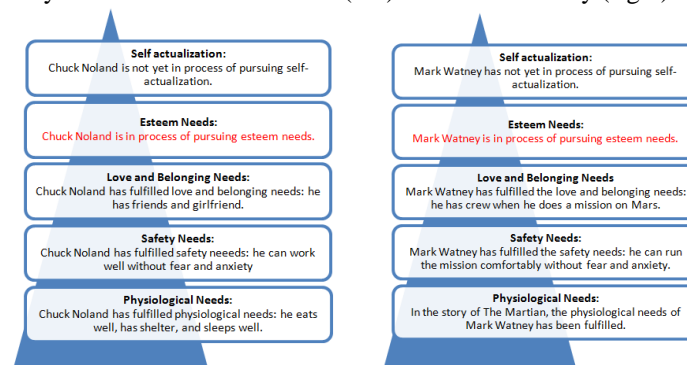 Self actualization:
Chuck Noland is not yet in process of pursuing self-
actualization.
Esteem Needs:
Chuck Noland is in process of pursuing esteem needs.
Love and Belonging Needs:
Chuck Noland has fulfilled love and belonging needs: he
has friends and girlfriend.
Safety Needs:
Chuck Noland has fulfilled safety neeeds: he can work
well without fear and anxiety
Physiological Needs:
Chuck Noland has fulfilled physiological needs: he eats
well, has shelter, and sleeps well.
Self actualization:
Mark Watney has not yet in process of pursuing self-
actualization.
Esteem Needs:
Mark Watney is in process of pursuing esteem needs.
Love and Belonging Needs
Mark Watney has fulfilled the love and belonging needs:
he has crew when he does a mission on Mars.
Safety Needs:
Mark Watney has fulfilled the safety needs: he can run
the mission comfortably without fear and anxiety.
Physiological Needs:
In the story of The Martian, the physiological needs of
Mark Watney has been fulfilled.